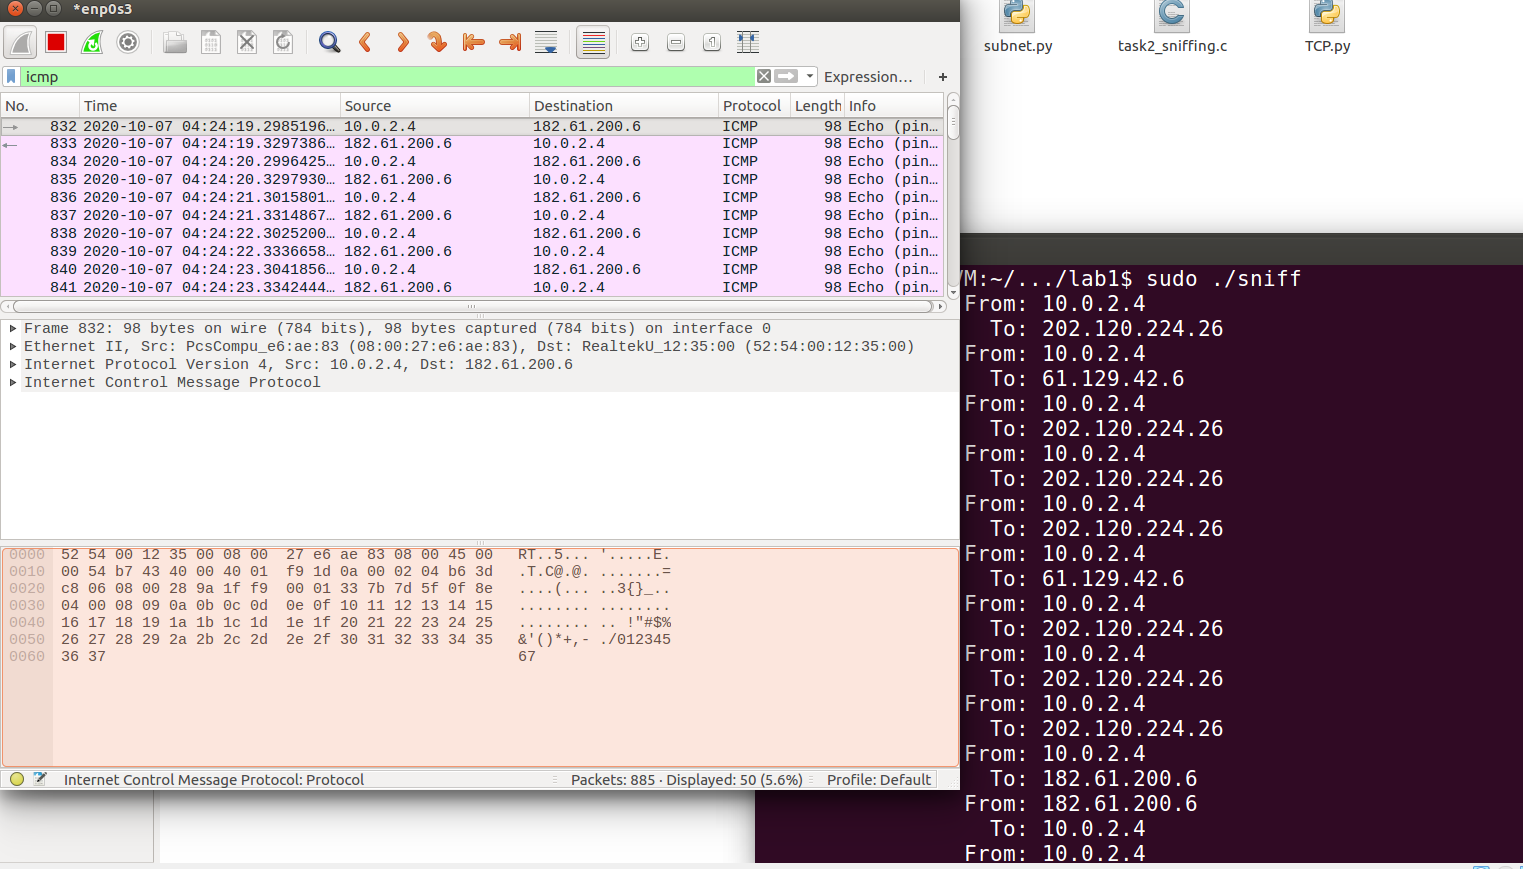 *enp0s3
icmp
Expression… +
No. Time Source Destination Protocol Length Info
832 2020-10-07 04:24:19.2985196… 10.0.2.4 182.61.200.6 ICMP 98 Echo (pin…
833 2020-10-07 04:24:19.3297386… 182.61.200.6 10.0.2.4 ICMP 98 Echo (pin…
834 2020-10-07 04:24:20.2996425… 10.0.2.4 182.61.200.6 ICMP 98 Echo (pin…
835 2020-10-07 04:24:20.3297930… 182.61.200.6 10.0.2.4 ICMP 98 Echo (pin…
836 2020-10-07 04:24:21.3015801… 10.0.2.4 182.61.200.6 ICMP 98 Echo (pin…
837 2020-10-07 04:24:21.3314867… 182.61.200.6 10.0.2.4 ICMP 98 Echo (pin…
838 2020-10-07 04:24:22.3025200… 10.0.2.4 182.61.200.6 ICMP 98 Echo (pin…
839 2020-10-07 04:24:22.3336658… 182.61.200.6 10.0.2.4 ICMP 98 Echo (pin…
840 2020-10-07 04:24:23.3041856… 10.0.2.4 182.61.200.6 ICMP 98 Echo (pin…
841 2020-10-07 04:24:23.3342444… 182.61.200.6 10.0.2.4 ICMP 98 Echo (pin…
Frame 832: 98 bytes on wire (784 bits), 98 bytes captured (784 bits) on interface 0
Ethernet II, Src: PcsCompu_e6:ae:83 (08:00:27:e6:ae:83), Dst: RealtekU_12:35:00 (52:54:00:12:35:00)
Internet Protocol Version 4, Src: 10.0.2.4, Dst: 182.61.200.6
Internet Control Message Protocol
0000 52 54 00 12 35 00 08 00 27 e6 ae 83 08 00 45 00 RT..5... '.....E.
0010 00 54 b7 43 40 00 40 01 f9 1d 0a 00 02 04 b6 3d .T.C@.@. .......=
0020 c8 06 08 00 28 9a 1f f9 00 01 33 7b 7d 5f 0f 8e ....(... ..3{}_..
0030 04 00 08 09 0a 0b 0c 0d 0e 0f 10 11 12 13 14 15 ........ ........
0040 16 17 18 19 1a 1b 1c 1d 1e 1f 20 21 22 23 24 25 ........ .. !"#$%
0050 26 27 28 29 2a 2b 2c 2d 2e 2f 30 31 32 33 34 35 &'()*+,- ./012345
0060 36 37 67
Internet Control Message Protocol: Protocol Packets: 885 · Displayed: 50 (5.6%) Profile: Default
subnet.py task2_sniffing.c TCP.py
VM:~/.../lab1$ sudo ./sniff
From: 10.0.2.4
To: 202.120.224.26
From: 10.0.2.4
To: 61.129.42.6
From: 10.0.2.4
To: 202.120.224.26
From: 10.0.2.4
To: 202.120.224.26
From: 10.0.2.4
To: 202.120.224.26
From: 10.0.2.4
To: 61.129.42.6
From: 10.0.2.4
To: 202.120.224.26
From: 10.0.2.4
To: 202.120.224.26
From: 10.0.2.4
To: 202.120.224.26
From: 10.0.2.4
To: 182.61.200.6
From: 182.61.200.6
To: 10.0.2.4
From: 10.0.2.4